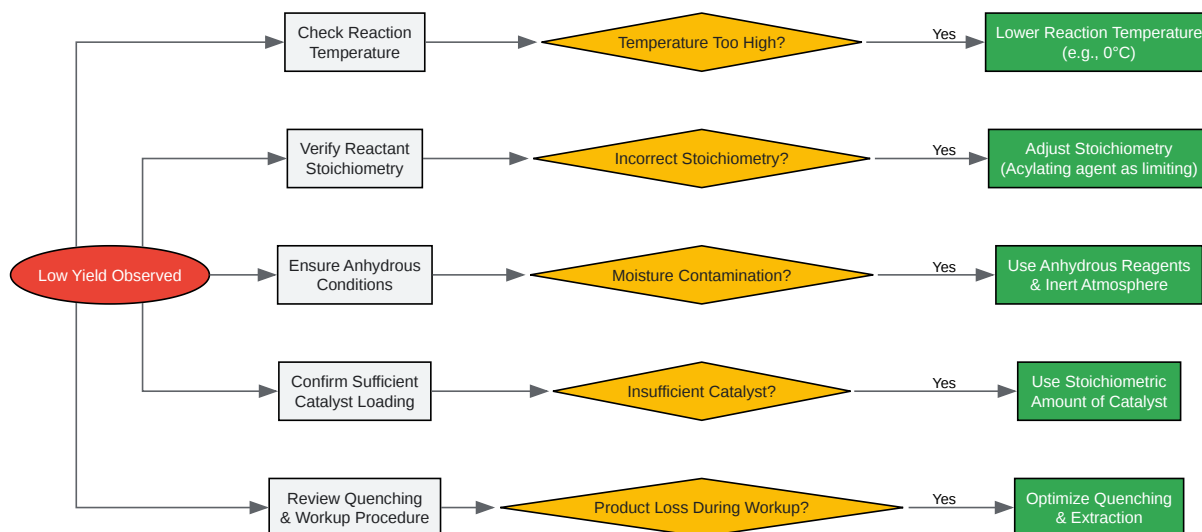 Check Reaction
Temperature
Temperature Too High?
Yes
Lower Reaction Temperature
(e.g., 0°C)
Verify Reactant
Stoichiometry
Incorrect Stoichiometry?
Yes
Adjust Stoichiometry
(Acylating agent as limiting)
Low Yield Observed
Ensure Anhydrous
Conditions
Moisture Contamination?
Yes
Use Anhydrous Reagents
& Inert Atmosphere
Confirm Sufficient
Catalyst Loading
Insufficient Catalyst?
Yes
Use Stoichiometric
Amount of Catalyst
Review Quenching
& Workup Procedure
Product Loss During Workup?
Yes
Optimize Quenching
& Extraction